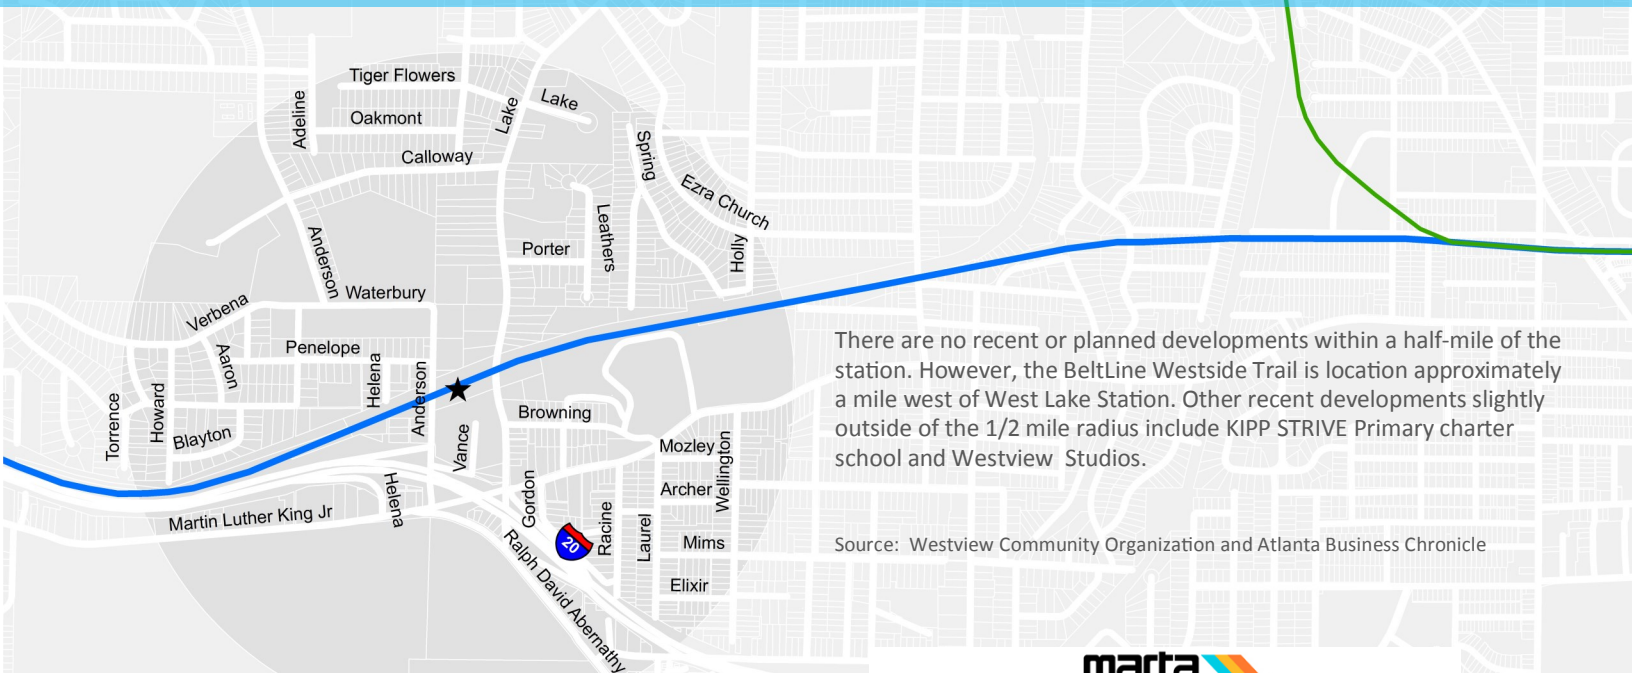 Tiger Flowers
Lake
Lake
Adeline
Oakmont
Calloway
Spring
Ezra Church
Leathers
Anderson
Porter
Holly
Waterbury
Verbena
Penelope
Aaron
Helena
Anderson
Torrence
Howard
Blayton
Browning
Vance
Mozley
Wellington
Archer
Helena
Gordon
Martin Luther King Jr
Racine
Laurel
20
Mims
Ralph David Abernathy
Elixir
There are no recent or planned developments within a half-mile of the
station. However, the BeltLine Westside Trail is location approximately
a mile west of West Lake Station. Other recent developments slightly
outside of the 1/2 mile radius include KIPP STRIVE Primary charter
school and Westview Studios.
Source: Westview Community Organization and Atlanta Business Chronicle
marta